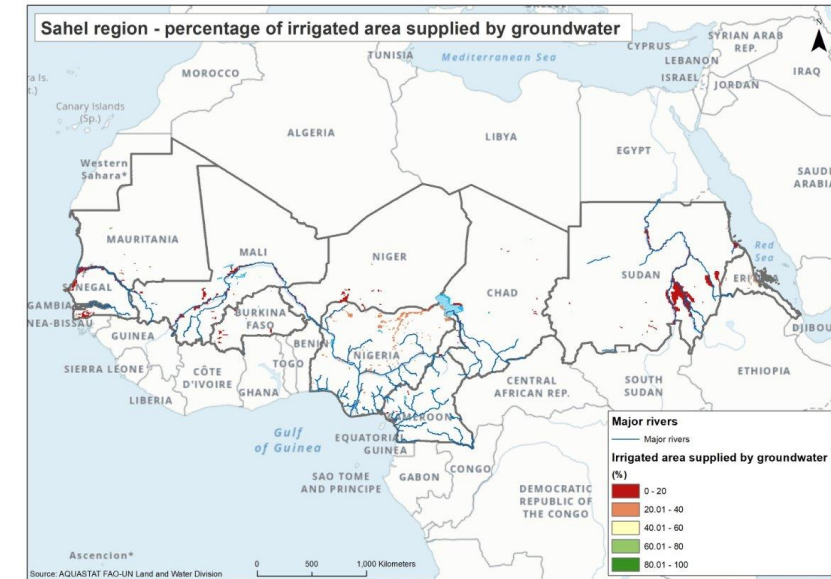 Sahel region - percentage of irrigated area supplied by groundwater
N
SYRIAN ARAB
REP.
CYPRUS
TUNISIA
Mediterranean Sea
LEBANON
ISRAEL
IRAQ
MOROCCO
JORDAN
Canary Islands
(Sp.)
ALGERIA
LIBYA
EGYPT
Western
Sahara*
SAUDI
ARABI
MAURITANIA
MALI
NIGER
Red
Sea
CHAD
SUDAN
SENEGAL
GAMBIA
NEA-BISSAU
BURKINA
FASO
GUINEA
BENIN
NIGERIA
DJIBOU
SIERRA LEONE
CÔTE
D'IVOIRE
TOGO
GHANA
ETHIOPIA
LIBERIA
CENTRAL
AFRICAN REP.
SOUTH
SUDAN
CAMEROON
Gulf
of Guinea
EQUATORIAL
GUINEA
SAO TOME
AND PRINCIPE
GABON
CONGO
DEMOCRATIC
REPUBLIC OF
THE CONGO
Major rivers
Major rivers
Irrigated area supplied by groundwater
(%)
0 - 20
20.01 - 40
40.01 - 60
60.01 - 80
80.01 - 100
Ascencion*
0 500 1,000 Kilometers
Source: AQUASTAT FAO-UN Land and Water Division